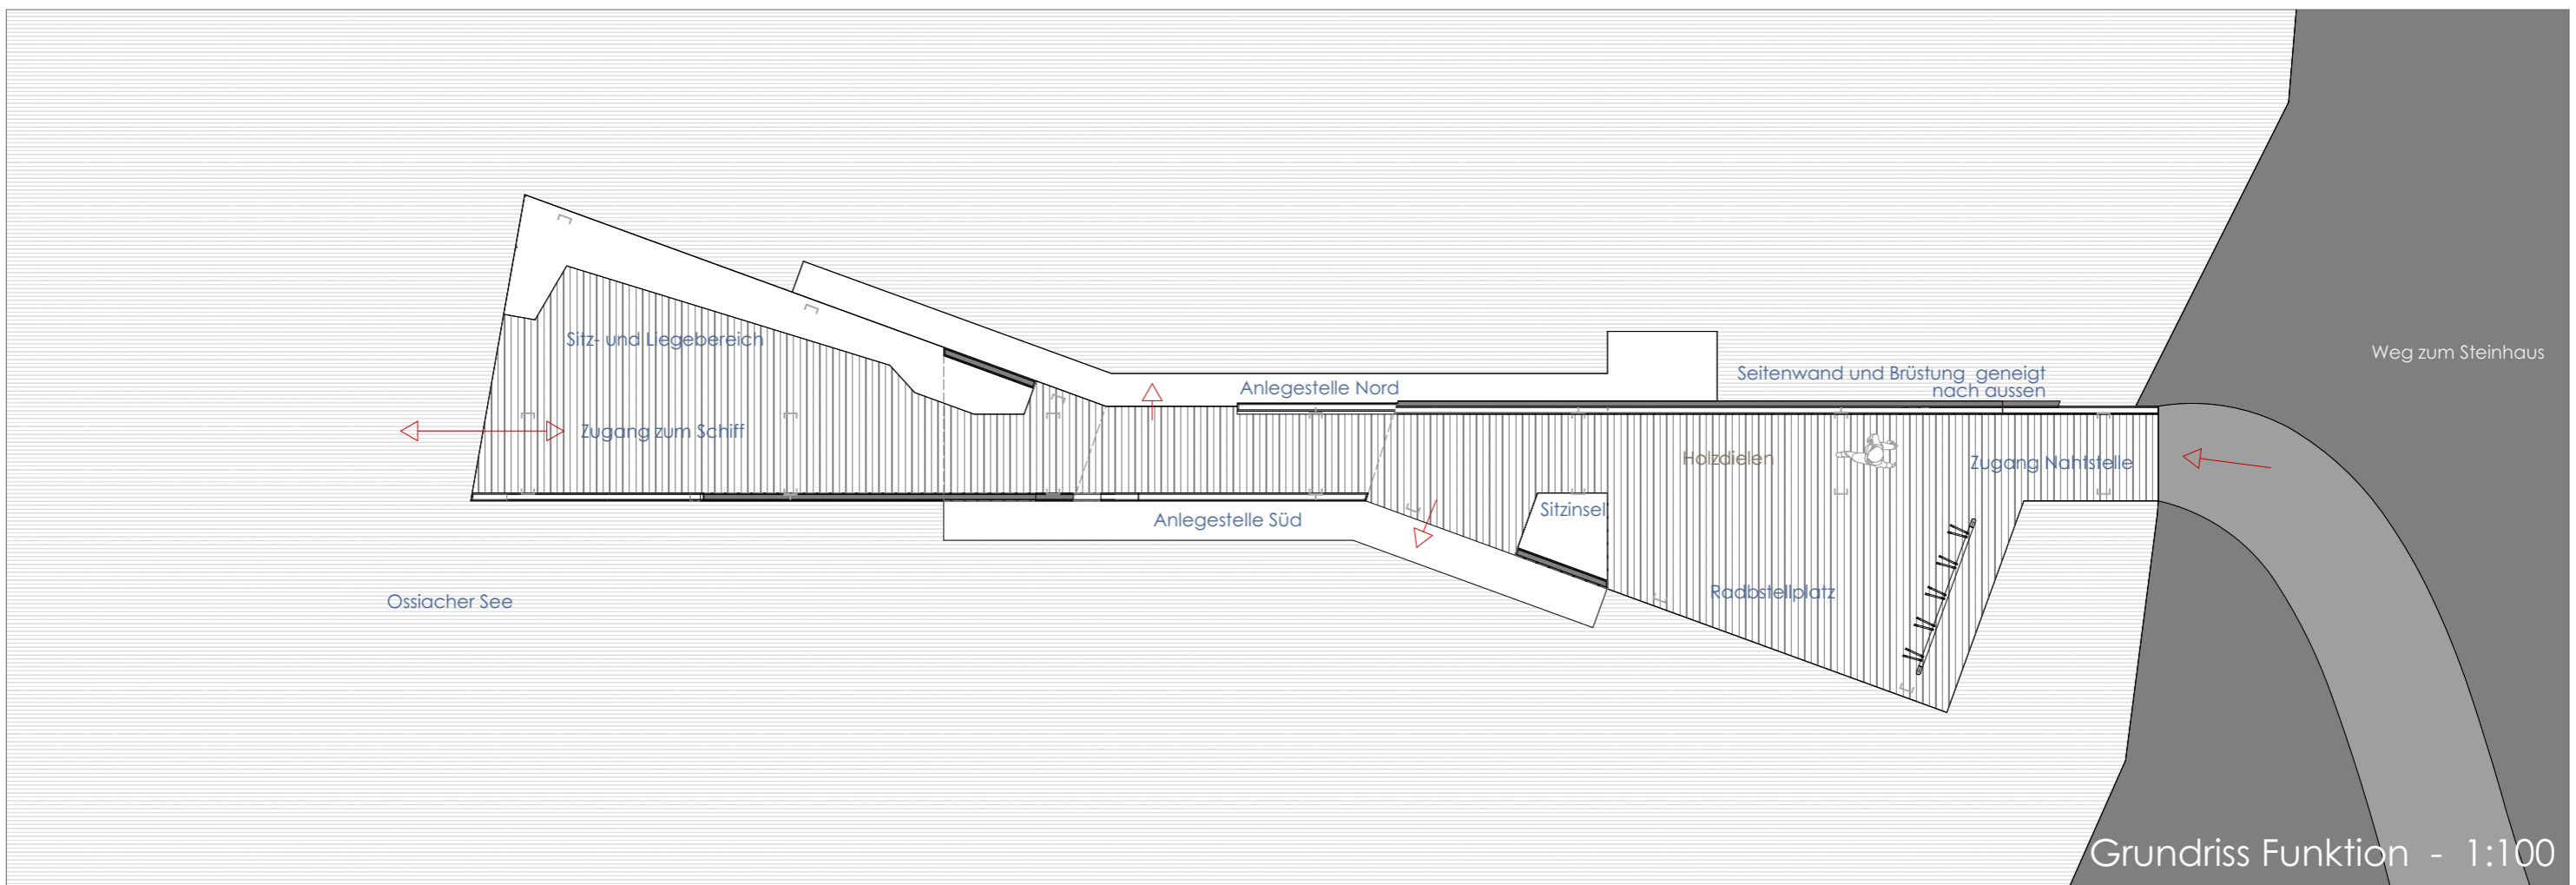 Sitz- und Liegebereich
Weg zum Steinhaus
Seitenwand und Brüstung geneigt
nach aussen
Anlegestelle Nord
Zugang zum Schiff
Holzdielen
Zugang Nahtstelle
Sitzinsel
Anlegestelle Süd
Radbstellplatz
Ossiacher See
Grundriss Funktion - 1:100